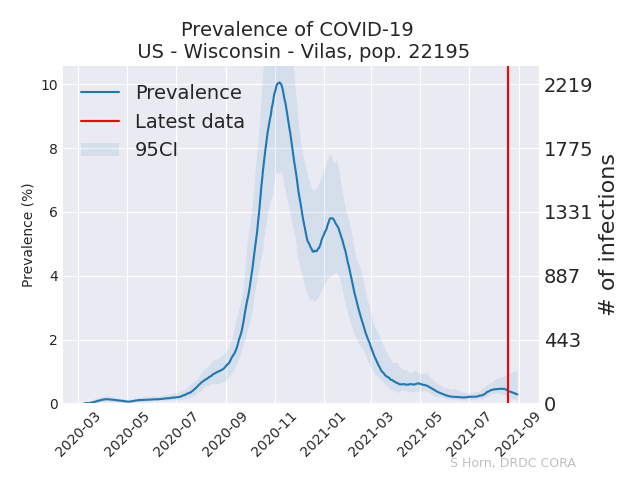 Prevalence of COVID-19
US - Wisconsin - Vilas, pop. 22195
Prevalence
Latest data
95CI
Prevalence (%)
10
8
6
4
2
0
2219
1775
1331
887
443
0
# of infections
2020-03
2020-05
2020-07
2020-09
2020-11
2021-01
2021-03
2021-05
2021-07
2021-09
S Horn, DRDC CORA